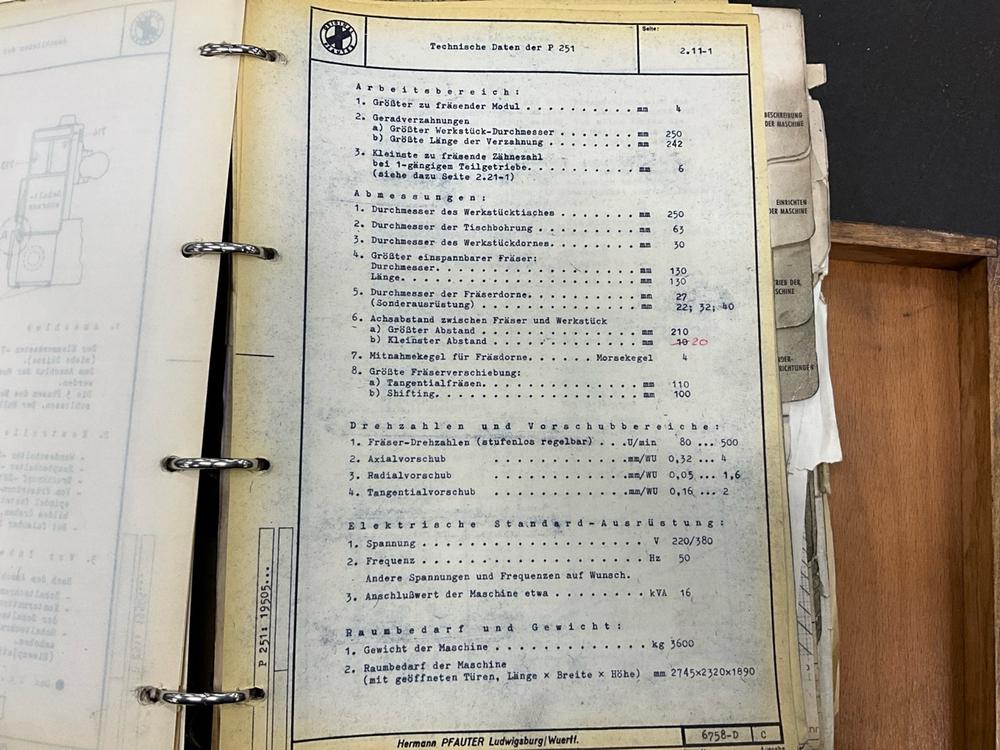 Technische Daten der P 251
Seite:
2.11-1
Arbeitsbereich:
1. Größter zu fräsender Modul . . . . . . . . . . . mm 4
2. Geradverzahnungen
a) Größter Werkstück-Durchmesser . . . . . . . . mm 250
b) Größte Länge der Verzahnung . . . . . . . . . mm 242
3. Kleinste zu fräsende Zähnezahl
bei 1-gängigem Teilgetriebe. . . . . . . . . . . 6
(siehe dazu Seite 2.21-1)
Abmessungen:
1. Durchmesser des Werkstücktisches . . . . . . . . mm 250
2. Durchmesser der Tischbohrung . . . . . . . . . . mm 63
3. Durchmesser des Werkstückdornes. . . . . . . . . mm 30
4. Größter einspannbarer Fräser:
Durchmesser. . . . . . . . . . . . . . . . . . . mm 130
Länge. . . . . . . . . . . . . . . . . . . . . . mm 130
5. Durchmesser der Fräserdorne. . . . . . . . . . . mm 27
(Sonderausrüstung) . . . . . . . . . . . . . . . mm 22; 32; 40
6. Achsabstand zwischen Fräser und Werkstück
a) Größter Abstand . . . . . . . . . . . . . . . mm 210
b) Kleinster Abstand . . . . . . . . . . . . . . mm 10 20
7. Mitnahmekegel für Fräsdorne. . . . . . Morsekegel 4
8. Größte Fräserverschiebung:
a) Tangentialfräsen. . . . . . . . . . . . . . . mm 110
b) Shifting. . . . . . . . . . . . . . . . . . . mm 100
Drehzahlen und Vorschubbereiche:
1. Fräser-Drehzahlen (stufenlos regelbar) . . .U/min 80 ... 500
2. Axialvorschub . . . . . . . . . . . .mm/WU 0,32 ... 4
3. Radialvorschub . . . . . . . . . . . .mm/WU 0,05 ... 1,6
4. Tangentialvorschub . . . . . . . . . . . .mm/WU 0,16 ... 2
Elektrische Standard-Ausrüstung:
1. Spannung . . . . . . . . . . . . . . . . . . . . V 220/380
2. Frequenz . . . . . . . . . . . . . . . . . . . . Hz 50
Andere Spannungen und Frequenzen auf Wunsch.
3. Anschlußwert der Maschine etwa . . . . . . . . . kVA 16
Raumbedarf und Gewicht:
1. Gewicht der Maschine . . . . . . . . . . . . . kg 3600
2. Raumbedarf der Maschine
(mit geöffneten Türen, Länge × Breite × Höhe) mm 2745×2320×1890
P 251: 19505...
Hermann PFAUTER Ludwigsburg/Wuertt.
6758-D
C
BESCHREIBUNG
DER MASCHINE
EINRICHTEN
DER MASCHINE